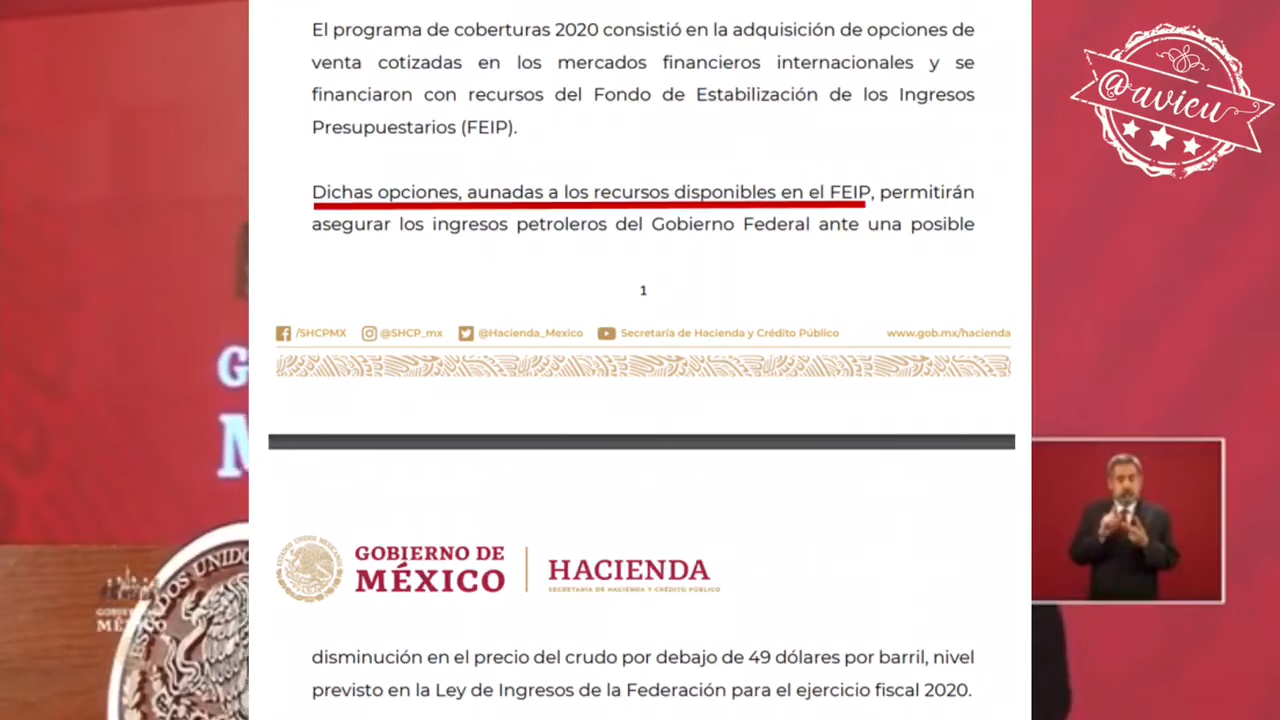 El programa de coberturas 2020 consistió en la adquisición de opciones de
venta cotizadas en los mercados financieros internacionales y se
financiaron con recursos del Fondo de Estabilización de los Ingresos
Presupuestarios (FEIP).
Dichas opciones, aunadas a los recursos disponibles en el FEIP, permitirán
asegurar los ingresos petroleros del Gobierno Federal ante una posible
1
/SHCPMX @SHCP_mx @Hacienda_Mexico Secretaría de Hacienda y Crédito Público www.gob.mx/hacienda
ESTADOS UNIDOS MEXICANOS
GOBIERNO DE
MÉXICO
HACIENDA
SECRETARÍA DE HACIENDA Y CRÉDITO PÚBLICO
disminución en el precio del crudo por debajo de 49 dólares por barril, nivel
previsto en la Ley de Ingresos de la Federación para el ejercicio fiscal 2020.
@avieu
G
M
UNIDOS